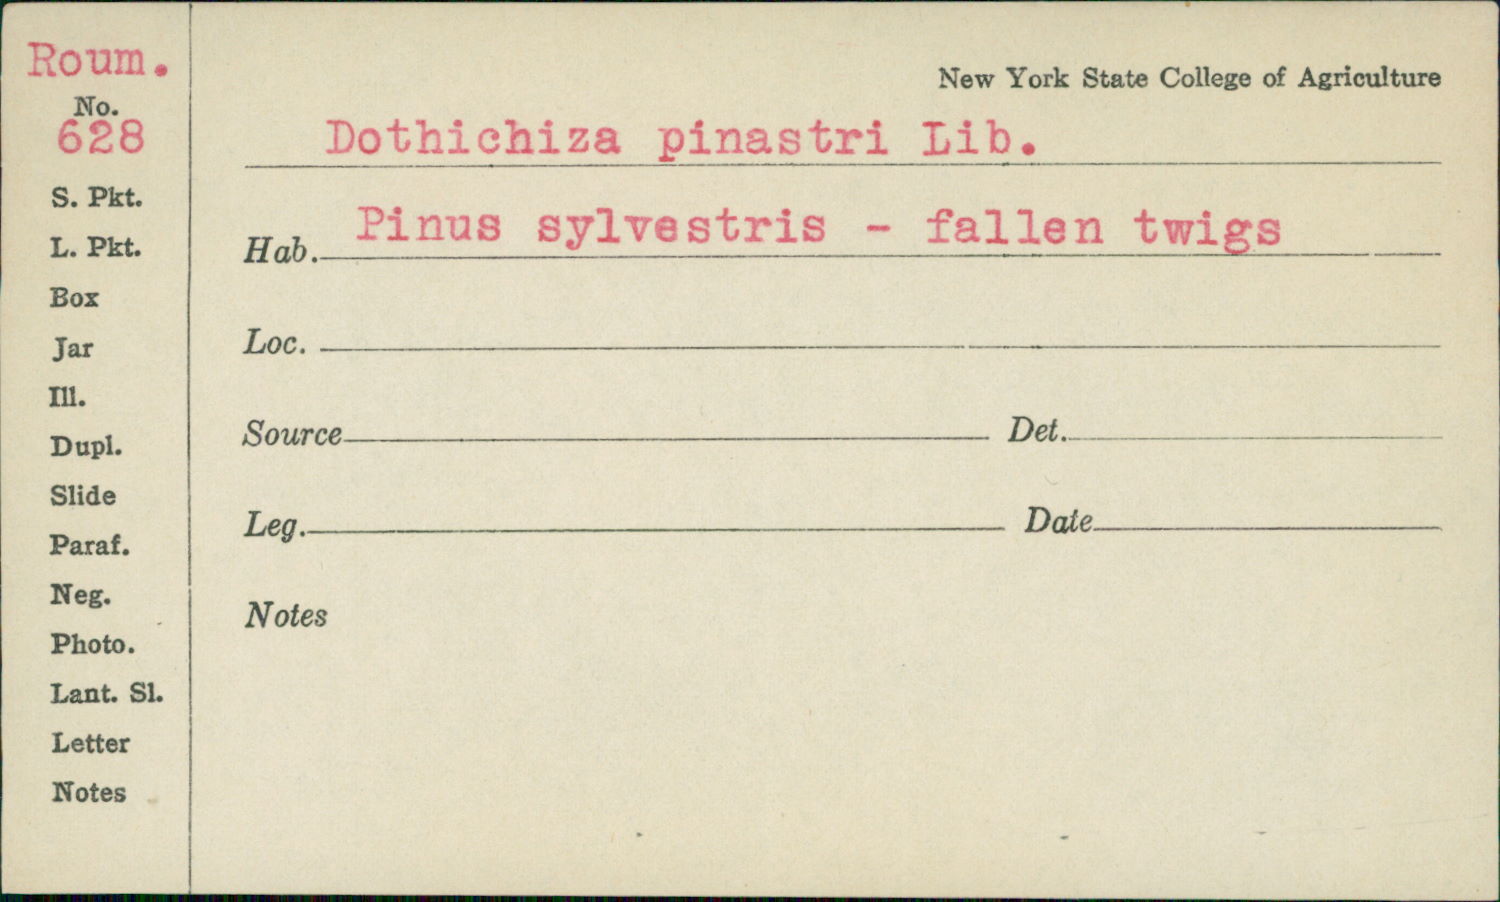 Roum.
No.
628
S. Pkt.
L. Pkt.
Box
Jar
Ill.
Dupl.
Slide
Paraf.
Neg.
Photo.
Lant. Sl.
Letter
Notes
New York State College of Agriculture
Dothichiza pinastri Lib.
Hab. Pinus sylvestris - fallen twigs
Loc.
Source Det.
Leg. Date
Notes